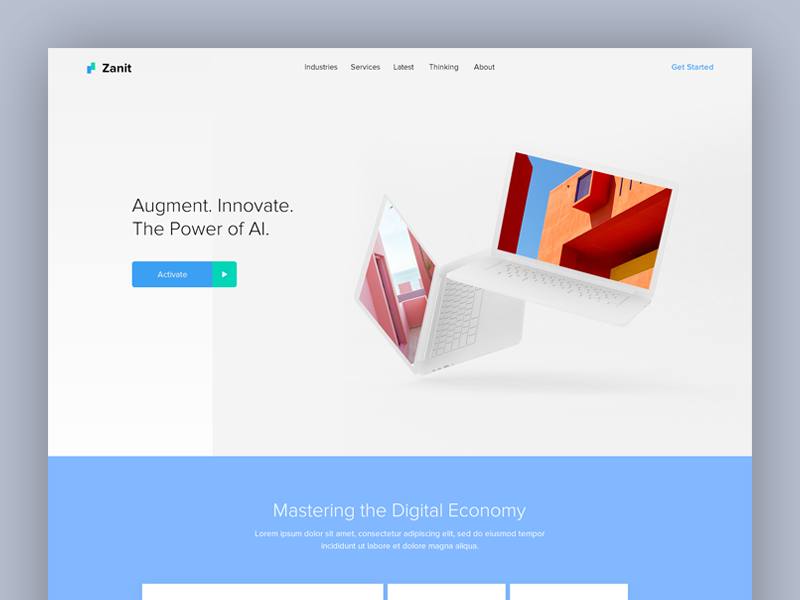 Zanit
Industries Services Latest Thinking About
Get Started
Augment. Innovate.
The Power of AI.
Activate
Mastering the Digital Economy
Lorem ipsum dolor sit amet, consectetur adipiscing elit, sed do eiusmod tempor
incididunt ut labore et dolore magna aliqua.